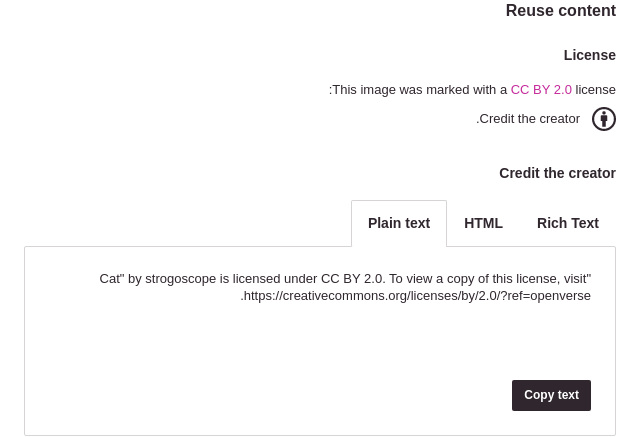 Reuse content
License
:This image was marked with a CC BY 2.0 license
.Credit the creator
Credit the creator
Plain text HTML Rich Text
Cat" by strogoscope is licensed under CC BY 2.0. To view a copy of this license, visit"
.https://creativecommons.org/licenses/by/2.0/?ref=openverse
Copy text